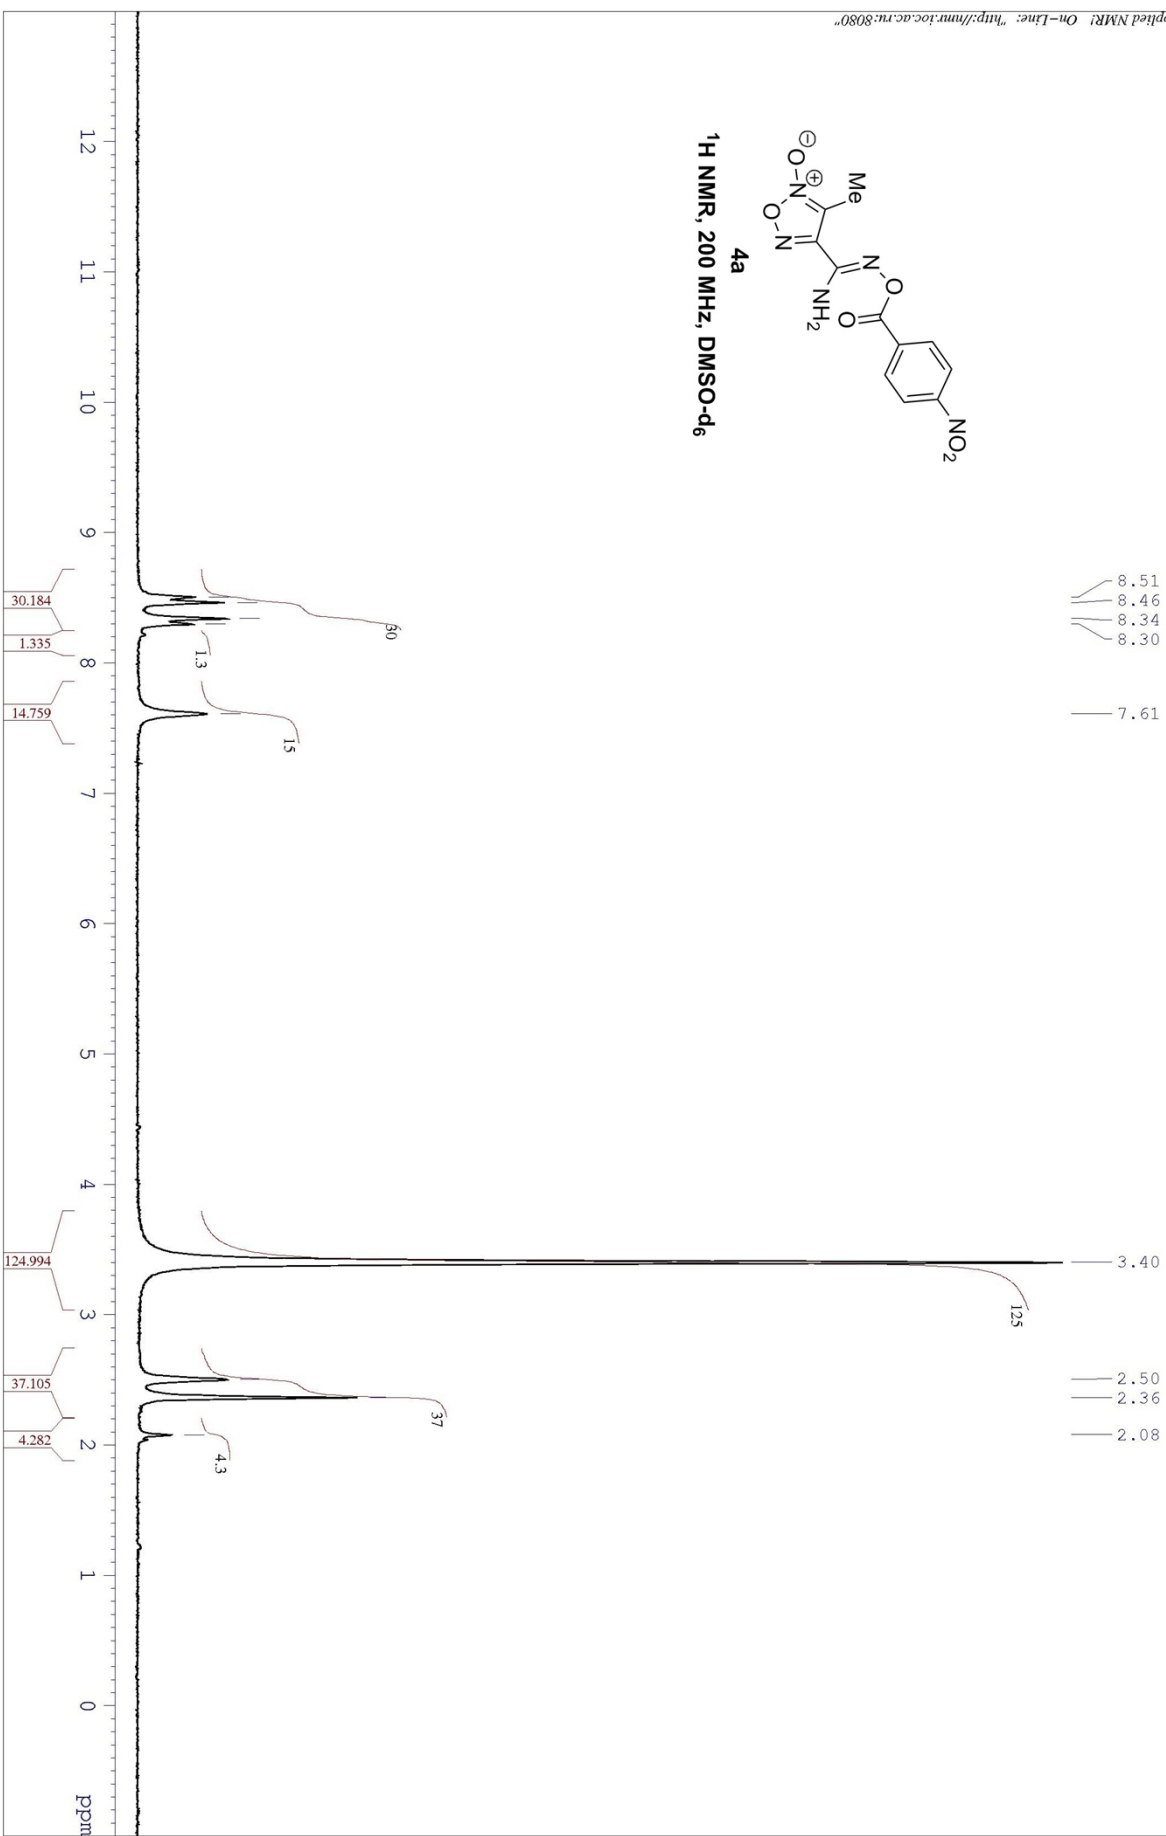 pplied NMR! On-Line: "http://nmr.ioc.ac.ru:8080"
Me
N
O
NO2
⊖
O
N
⊕
O
N
NH2
O
4a
1H NMR, 200 MHz, DMSO-d6
8.51
8.46
8.34
8.30
7.61
3.40
2.50
2.36
2.08
30
1.3
15
125
37
4.3
12 11 10 9 8 7 6 5 4 3 2 1 0 ppm
30.184
1.335
14.759
124.994
37.105
4.282